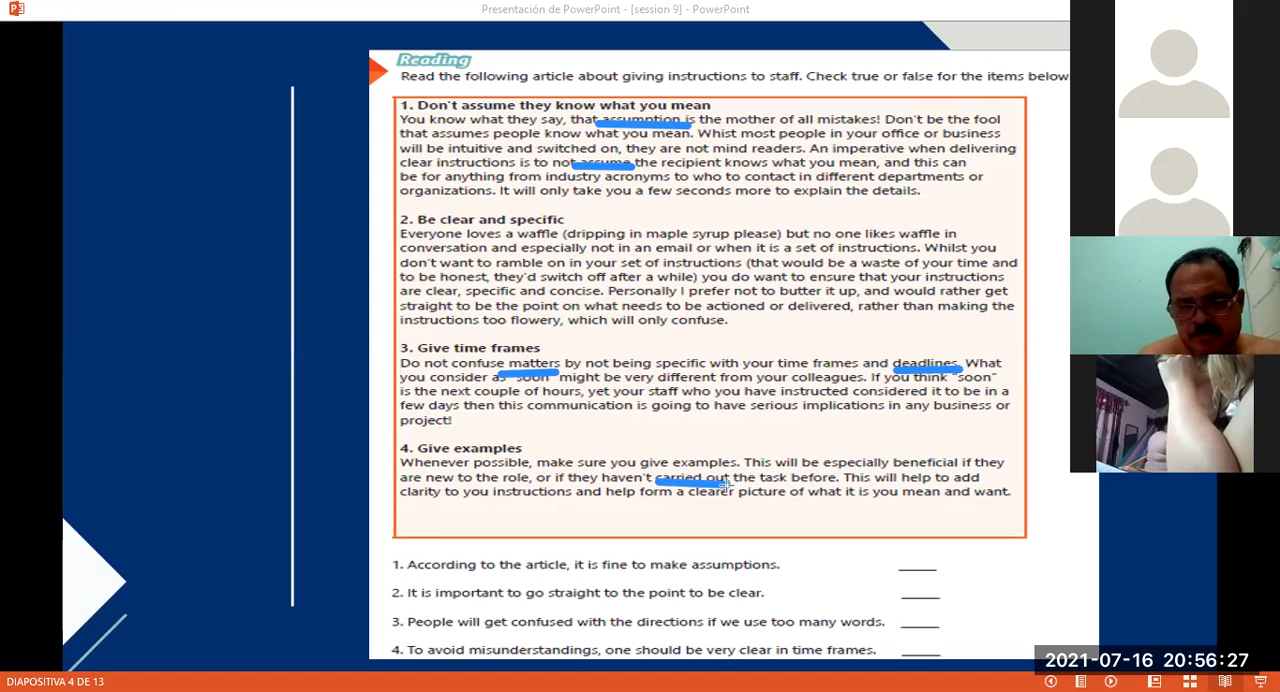 Presentación de PowerPoint - [session 9] - PowerPoint
Reading
Read the following article about giving instructions to staff. Check true or false for the items below
1. Don't assume they know what you mean
You know what they say, that assumption is the mother of all mistakes! Don't be the fool
that assumes people know what you mean. Whist most people in your office or business
will be intuitive and switched on, they are not mind readers. An imperative when delivering
clear instructions is to not assume the recipient knows what you mean, and this can
be for anything from industry acronyms to who to contact in different departments or
organizations. It will only take you a few seconds more to explain the details.
2. Be clear and specific
Everyone loves a waffle (dripping in maple syrup please) but no one likes waffle in
conversation and especially not in an email or when it is a set of instructions. Whilst you
don't want to ramble on in your set of instructions (that would be a waste of your time and
to be honest, they'd switch off after a while) you do want to ensure that your instructions
are clear, specific and concise. Personally I prefer not to butter it up, and would rather get
straight to be the point on what needs to be actioned or delivered, rather than making the
instructions too flowery, which will only confuse.
3. Give time frames
Do not confuse matters by not being specific with your time frames and deadlines. What
you consider as "soon" might be very different from your colleagues. If you think "soon"
is the next couple of hours, yet your staff who you have instructed considered it to be in a
few days then this communication is going to have serious implications in any business or
project!
4. Give examples
Whenever possible, make sure you give examples. This will be especially beneficial if they
are new to the role, or if they haven't carried out the task before. This will help to add
clarity to you instructions and help form a clearer picture of what it is you mean and want.
1. According to the article, it is fine to make assumptions.
2. It is important to go straight to the point to be clear.
3. People will get confused with the directions if we use too many words.
4. To avoid misunderstandings, one should be very clear in time frames.
2021-07-16 20:56:27
DIAPOSITIVA 4 DE 13